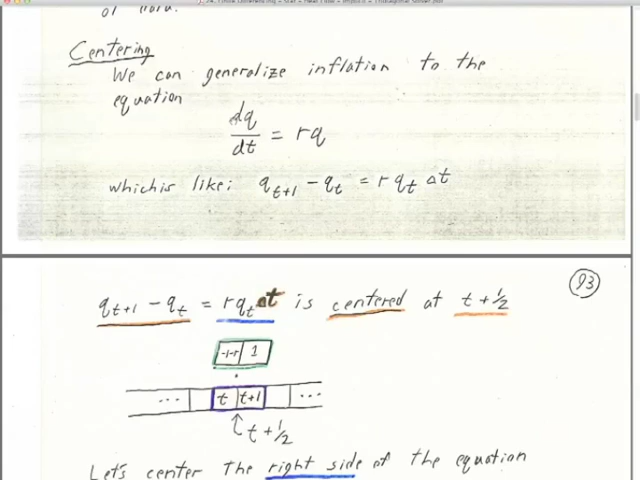 of
Centering
We can generalize inflation to the
equation
dq/dt = rq
which is like: q_{t+1} - q_t = r q_t Δt
93
q_{t+1} - q_t = r q_t Δt is centered at t + 1/2
-1-r 1
... t t+1 ...
↑ t + 1/2
Let's center the right side of the equation